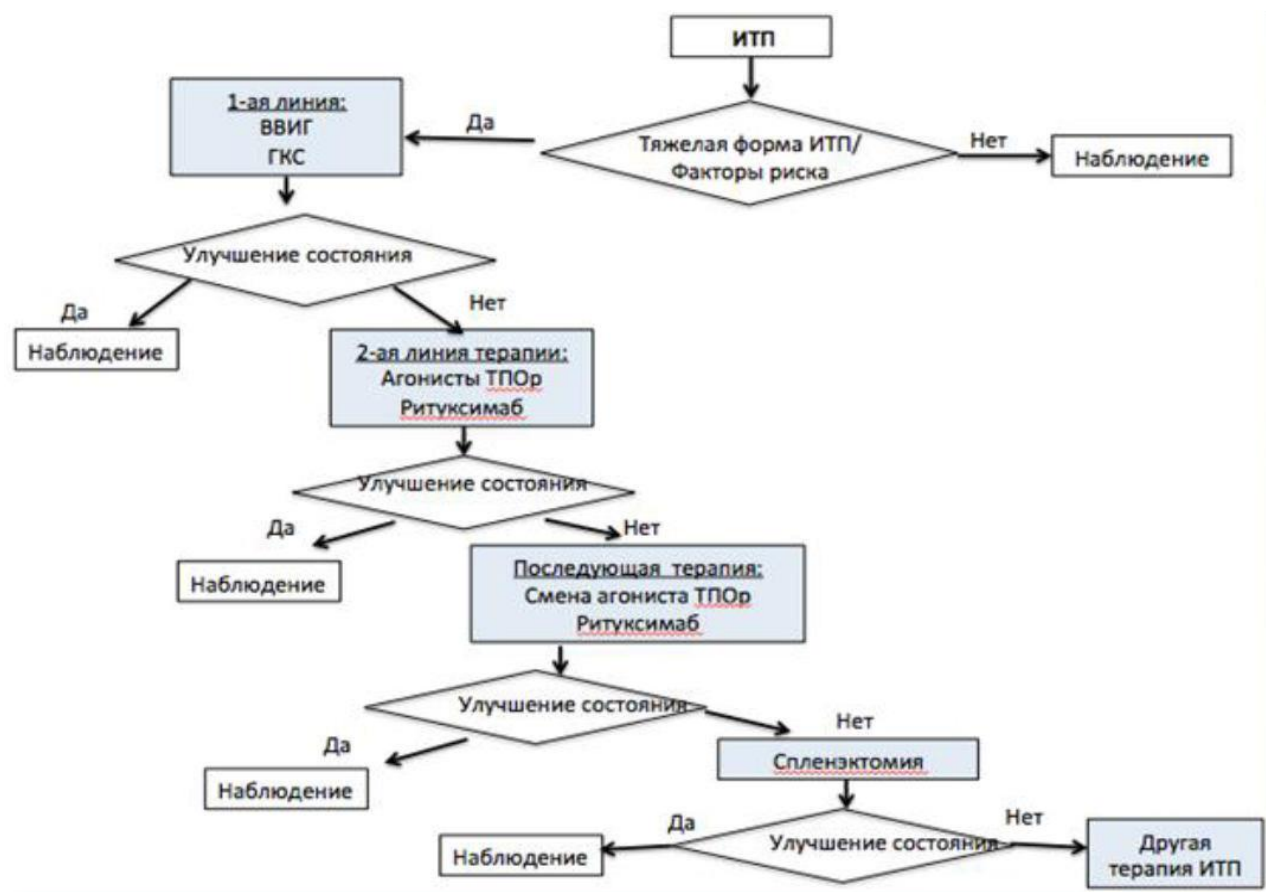 ИТП
1-ая линия:
ВВИГ
ГКС
Да
Тяжелая форма ИТП/
Факторы риска
Нет
Наблюдение
Улучшение состояния
Да
Нет
Наблюдение
2-ая линия терапии:
Агонисты ТПОр
Ритуксимаб
Улучшение состояния
Да
Нет
Наблюдение
Последующая терапия:
Смена агониста ТПОр
Ритуксимаб
Улучшение состояния
Да
Нет
Наблюдение
Спленэктомия
Да
Улучшение состояния
Нет
Наблюдение
Другая
терапия ИТП